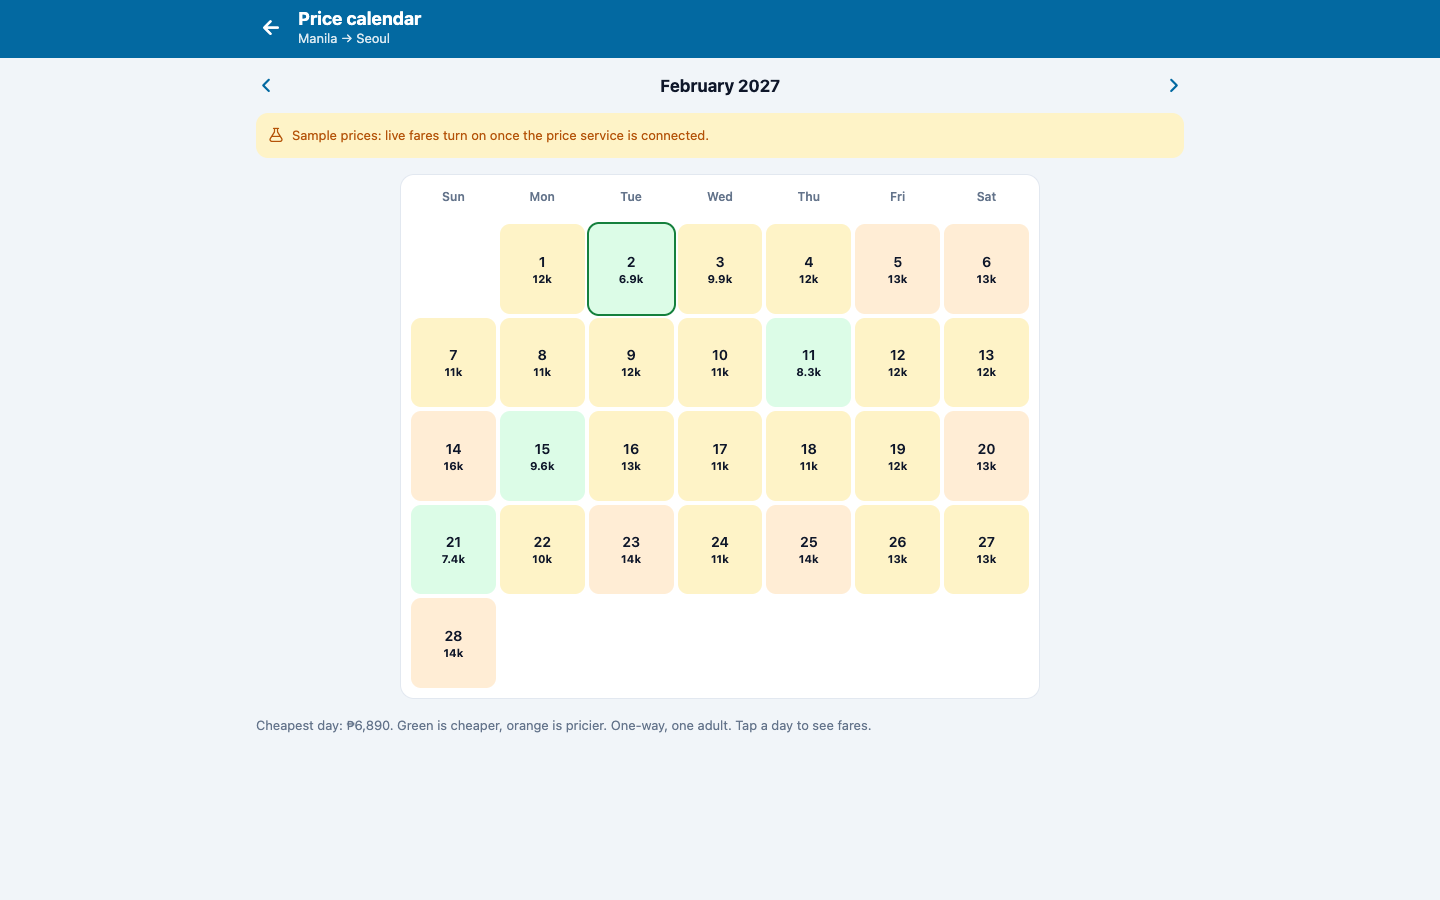 Price calendar
Manila → Seoul
February 2027
Sample prices: live fares turn on once the price service is connected.
Sun Mon Tue Wed Thu Fri Sat
1 2 3 4 5 6
12k 6.9k 9.9k 12k 13k 13k
7 8 9 10 11 12 13
11k 11k 12k 11k 8.3k 12k 12k
14 15 16 17 18 19 20
16k 9.6k 13k 11k 11k 12k 13k
21 22 23 24 25 26 27
7.4k 10k 14k 11k 14k 13k 13k
28
14k
Cheapest day: ₱6,890. Green is cheaper, orange is pricier. One-way, one adult. Tap a day to see fares.